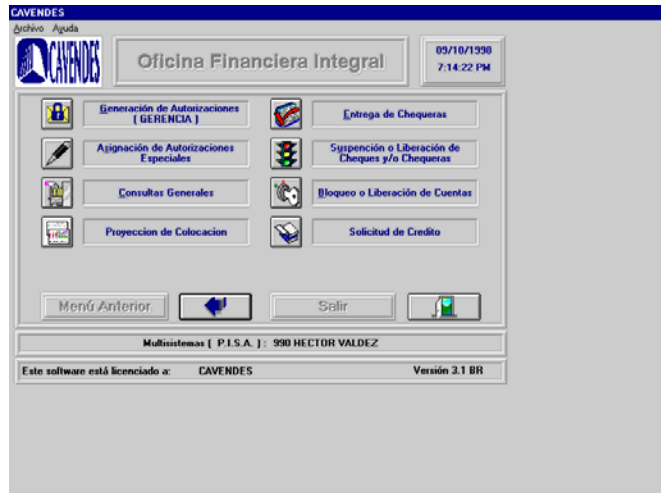 CAVENDES
Archivo Ayuda
CAVENDES
Oficina Financiera Integral
09/10/1998
7:14:22 PM
Generación de Autorizaciones
( GERENCIA )
Entrega de Chequeras
Asignación de Autorizaciones
Especiales
Suspención o Liberación de
Cheques y/o Chequeras
Consultas Generales
Bloqueo o Liberación de Cuentas
Proyeccion de Colocacion
Solicitud de Credito
Menú Anterior
Salir
Multisistemas ( P.I.S.A. ) : 990 HECTOR VALDEZ
Este software está licenciado a: CAVENDES Versión 3.1 BR